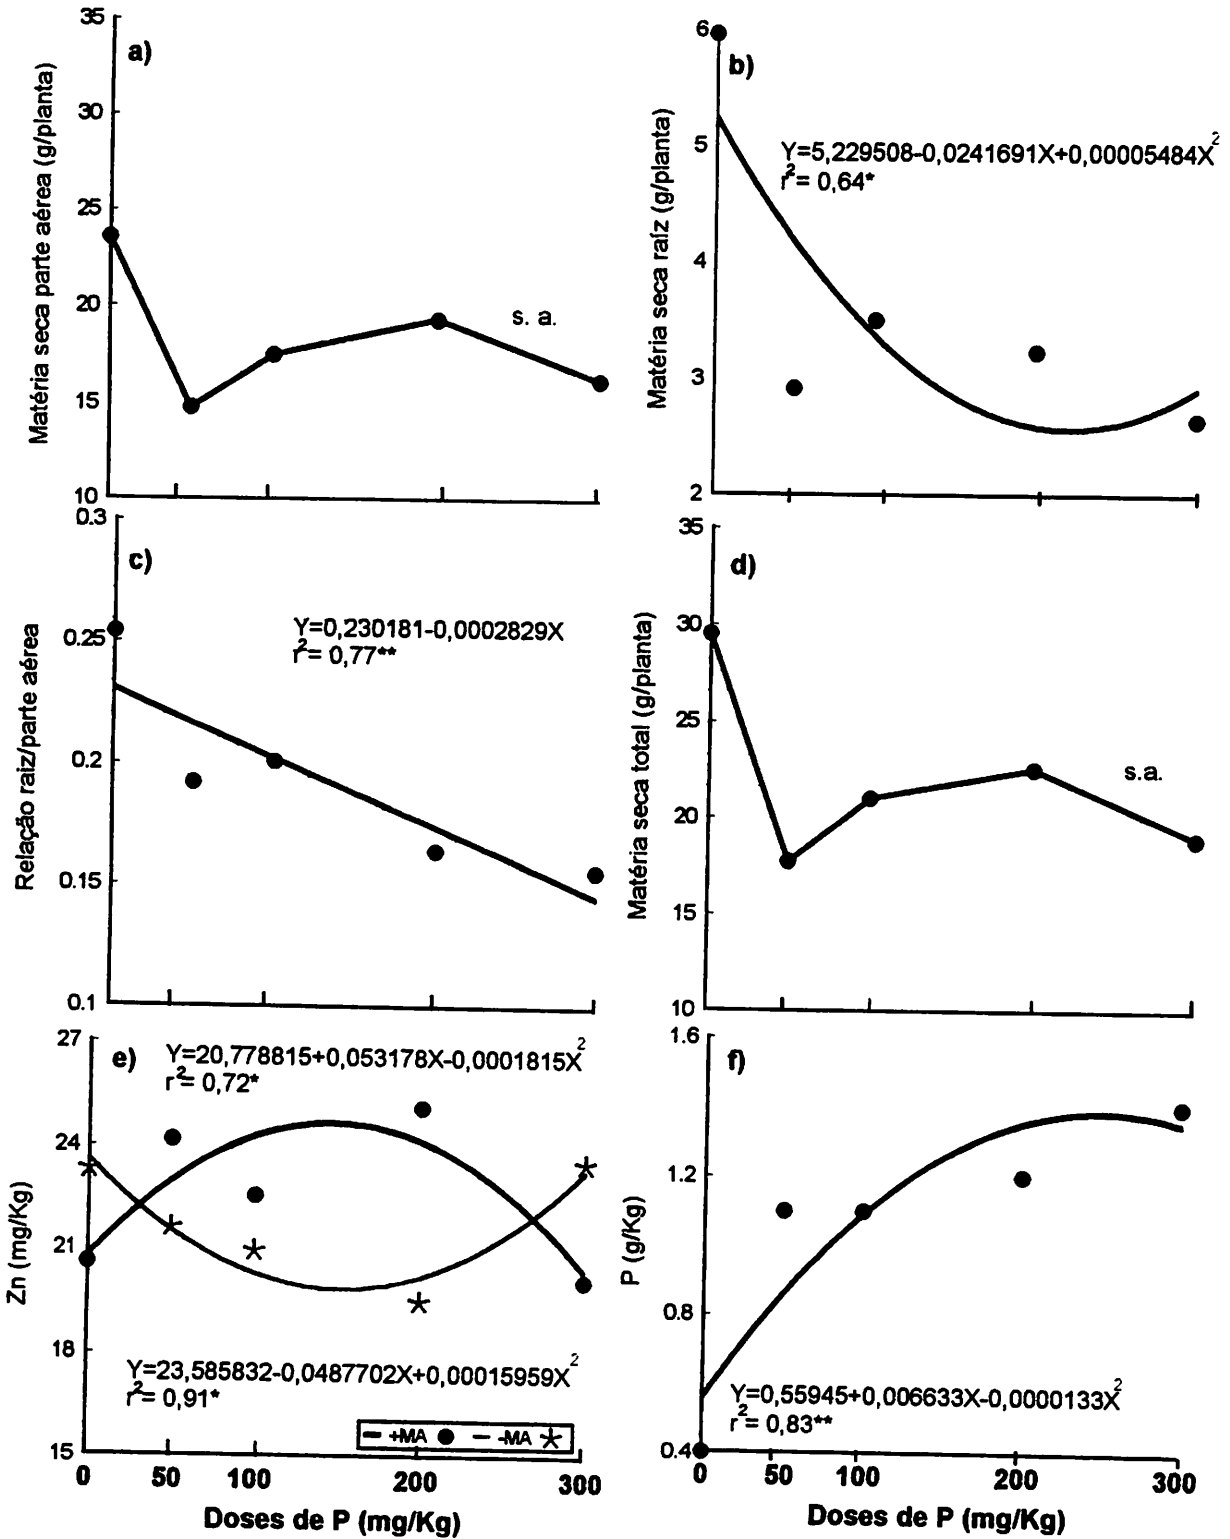 a)
Matéria seca parte aérea (g/planta)
35
30
25
20
15
10
s. a.
b)
Matéria seca raíz (g/planta)
6
5
4
3
2
Y=5,229508-0,0241691X+0,00005484X²
r²= 0,64*
c)
Relação raiz/parte aérea
0.3
0.25
0.2
0.15
0.1
Y=0,230181-0,0002829X
r²= 0,77**
d)
Matéria seca total (g/planta)
35
30
25
20
15
10
s.a.
e)
Zn (mg/Kg)
27
24
21
18
15
Y=20,778815+0,053178X-0,0001815X²
r²= 0,72*
Y=23,585832-0,0487702X+0,00015959X²
r²= 0,91*
+MA -MA
0 50 100 200 300
Doses de P (mg/Kg)
f)
P (g/Kg)
1.6
1.2
0.8
0.4
Y=0,55945+0,006633X-0,0000133X²
r²= 0,83**
0 50 100 200 300
Doses de P (mg/Kg)